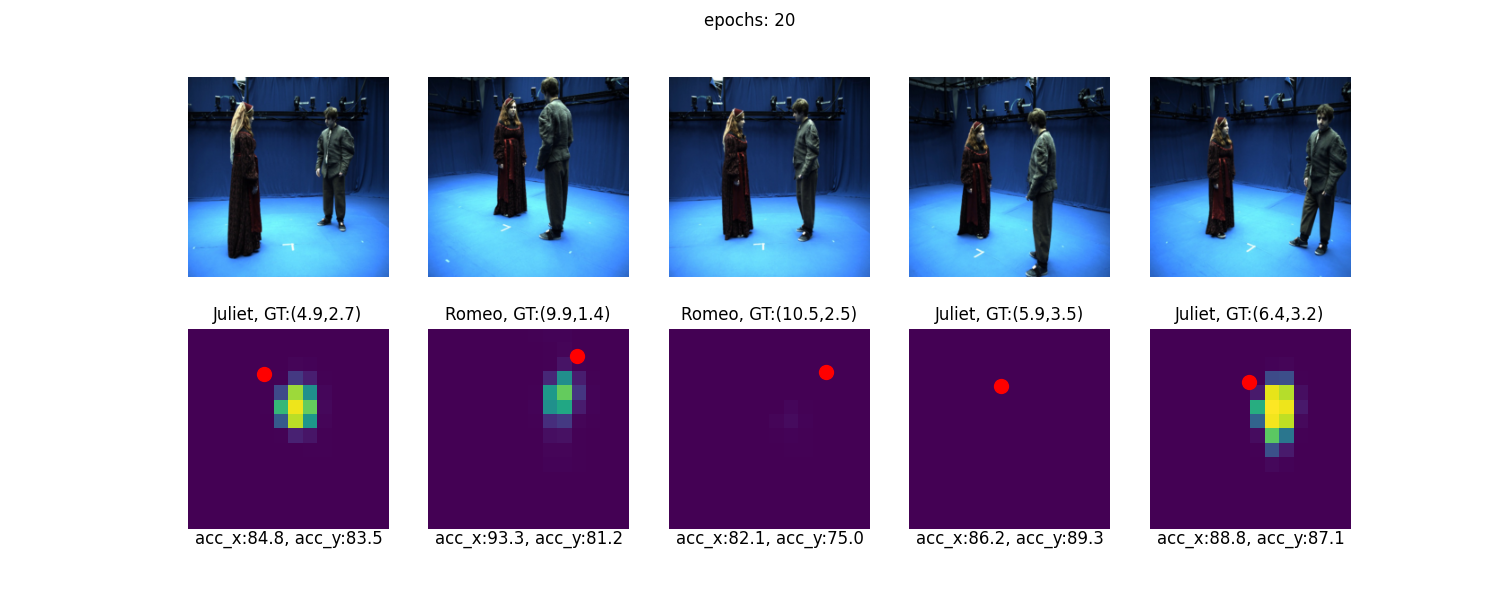 epochs: 20
Juliet, GT:(4.9,2.7)
Romeo, GT:(9.9,1.4)
Romeo, GT:(10.5,2.5)
Juliet, GT:(5.9,3.5)
Juliet, GT:(6.4,3.2)
acc_x:84.8, acc_y:83.5
acc_x:93.3, acc_y:81.2
acc_x:82.1, acc_y:75.0
acc_x:86.2, acc_y:89.3
acc_x:88.8, acc_y:87.1